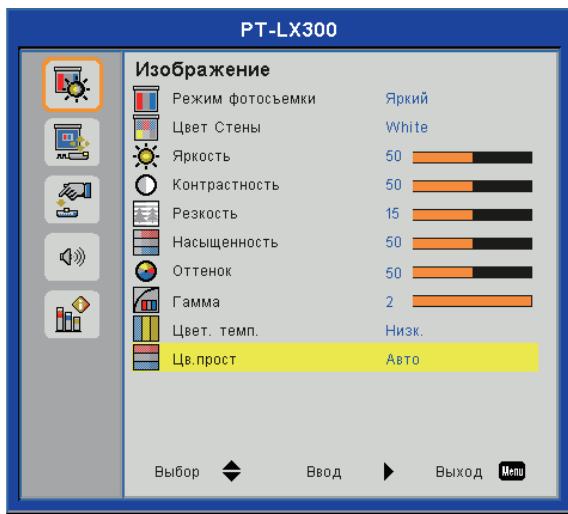 PT-LX300
Изображение
Режим фотосъемки Яркий
Цвет Стены White
Яркость 50
Контрастность 50
Резкость 15
Насыщенность 50
Оттенок 50
Гамма 2
Цвет. темп. Низк.
Цв.прост Авто
Выбор Ввод Выход Menu